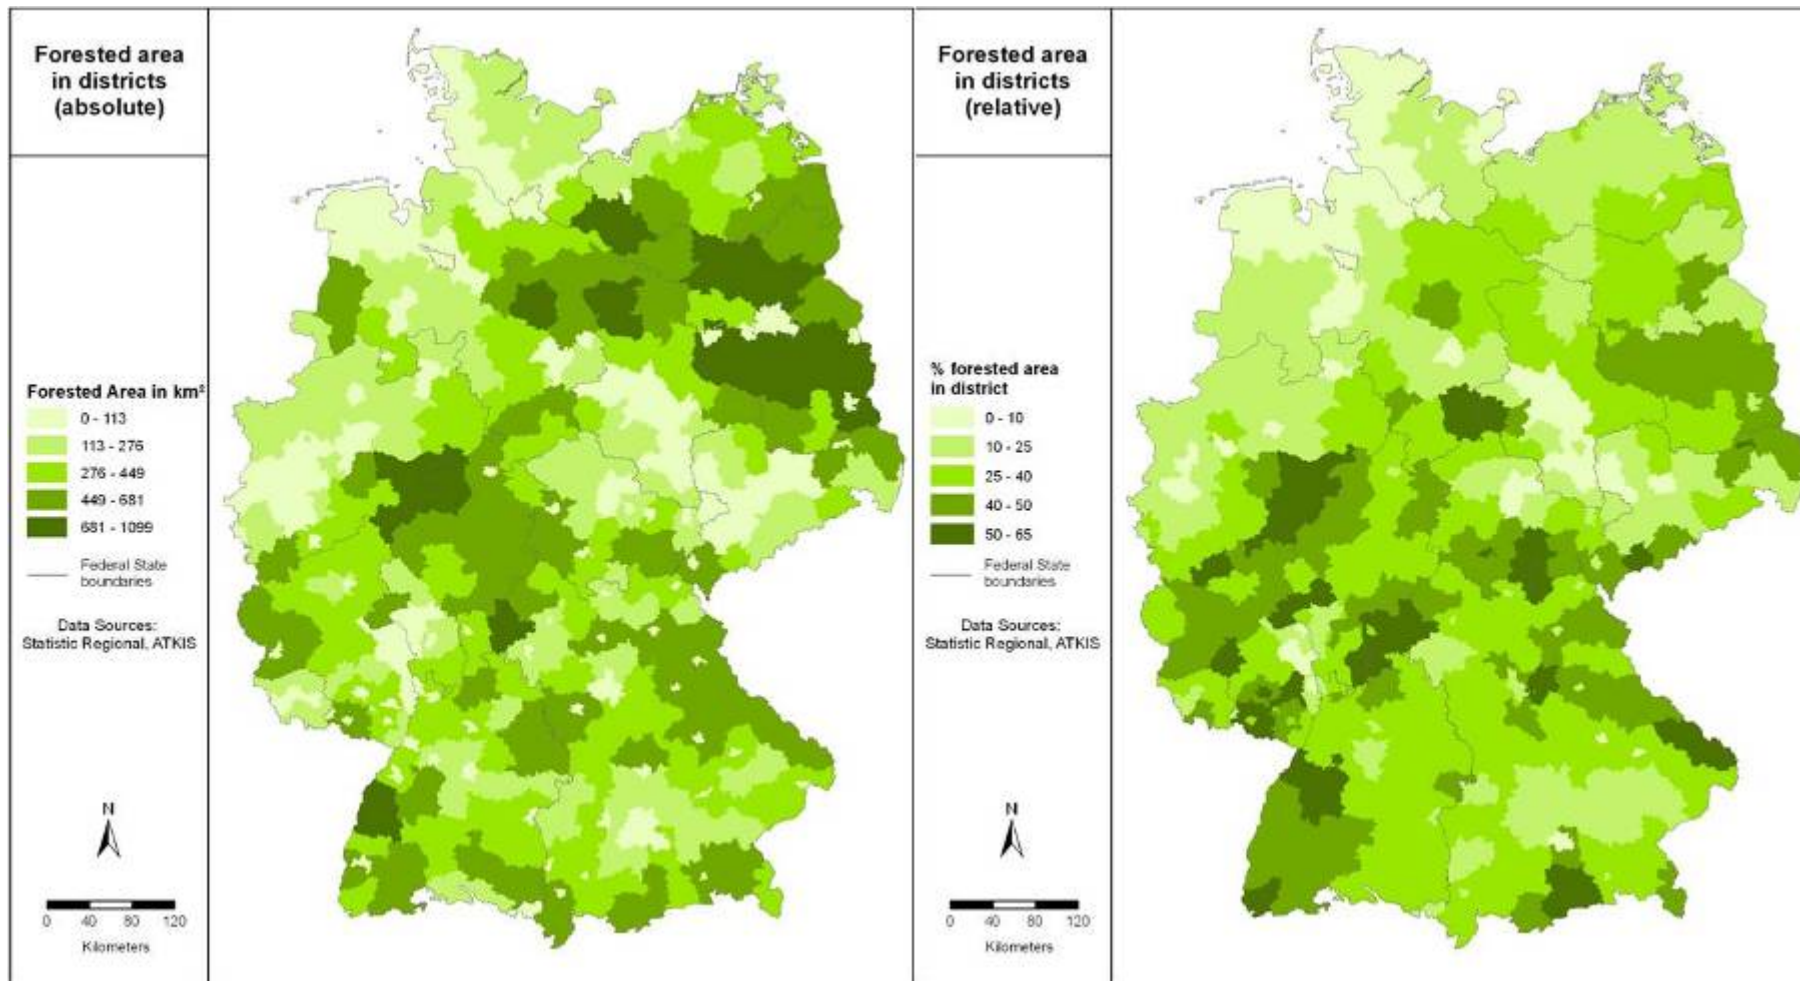 Forested area
in districts
(absolute)
Forested Area in km²
0 - 113
113 - 276
276 - 449
449 - 681
681 - 1099
Federal State
boundaries
Data Sources:
Statistic Regional, ATKIS
N
0 40 80 120
Kilometers
Forested area
in districts
(relative)
% forested area
in district
0 - 10
10 - 25
25 - 40
40 - 50
50 - 65
Federal State
boundaries
Data Sources:
Statistic Regional, ATKIS
N
0 40 80 120
Kilometers